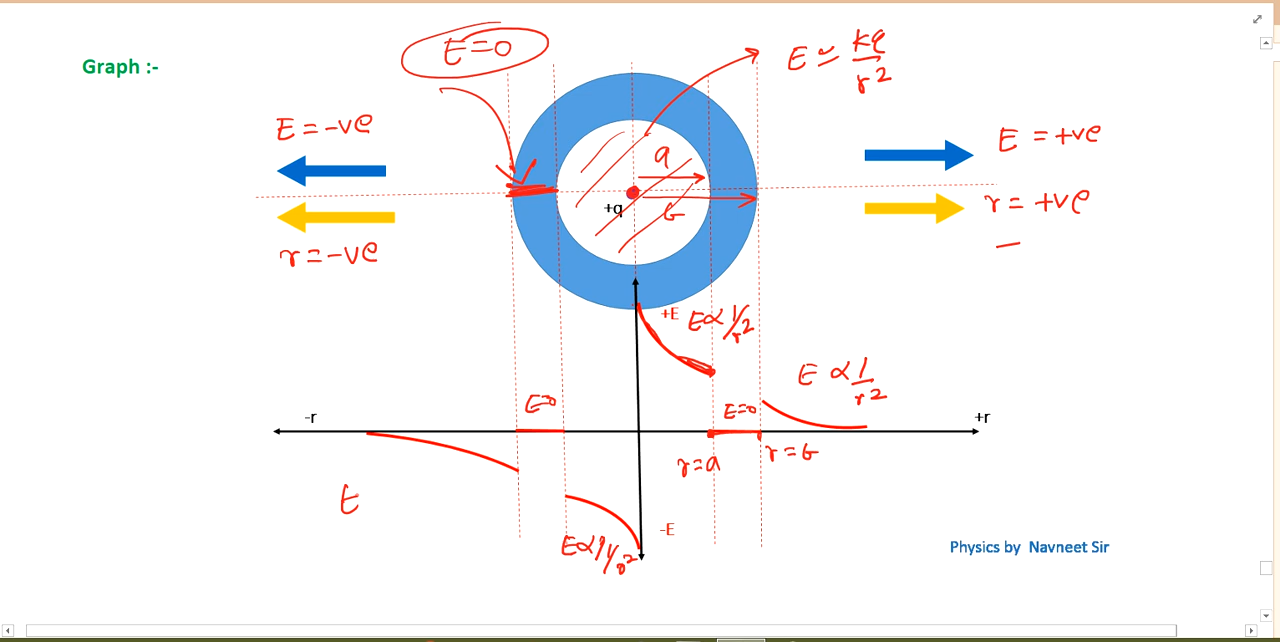 Graph :-
E=0
E ≃ kq/r²
E = -ve
E = +ve
a
r = +ve
+q
b
r = -ve
+E
E ∝ 1/r²
E ∝ 1/r²
E=0
E=0
-r
+r
r=a
r=b
E
-E
E ∝ 1/r²
Physics by Navneet Sir